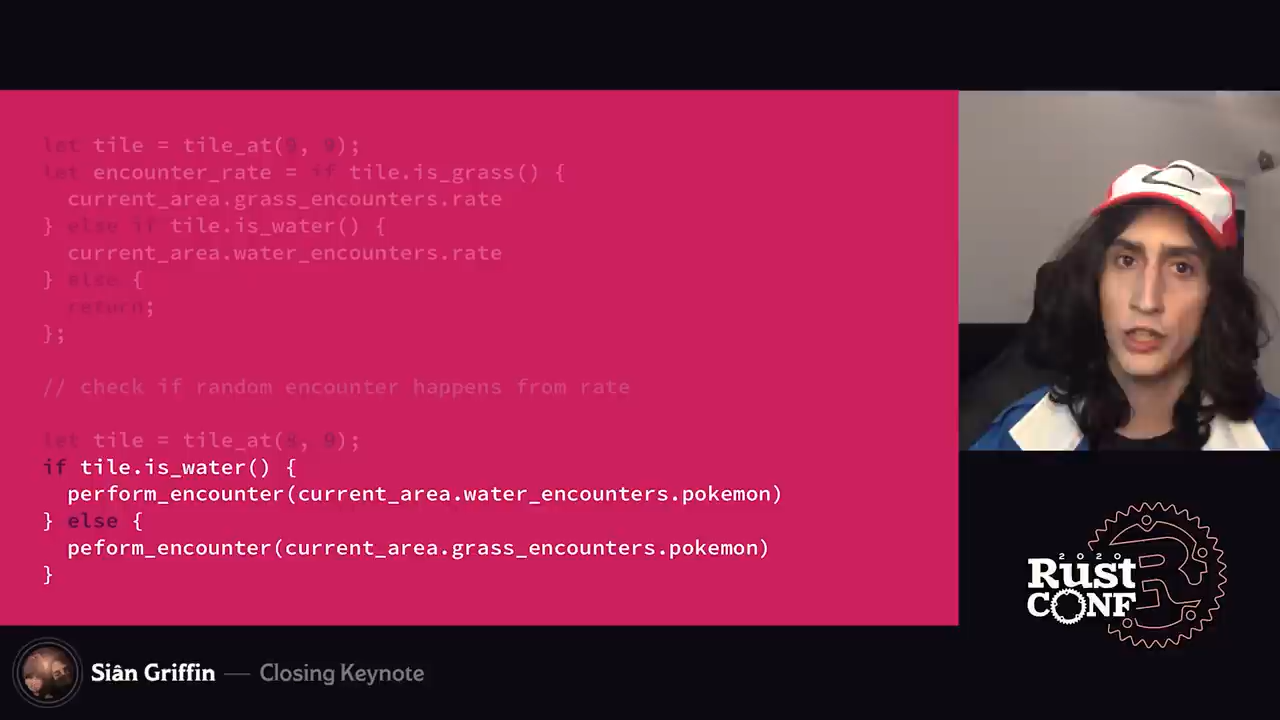 let tile = tile_at(9, 9);
let encounter_rate = if tile.is_grass() {
current_area.grass_encounters.rate
} else if tile.is_water() {
current_area.water_encounters.rate
} else {
return;
};
// check if random encounter happens from rate
let tile = tile_at(8, 9);
if tile.is_water() {
perform_encounter(current_area.water_encounters.pokemon)
} else {
peform_encounter(current_area.grass_encounters.pokemon)
}
2020
Rust
CONF
Siân Griffin — Closing Keynote